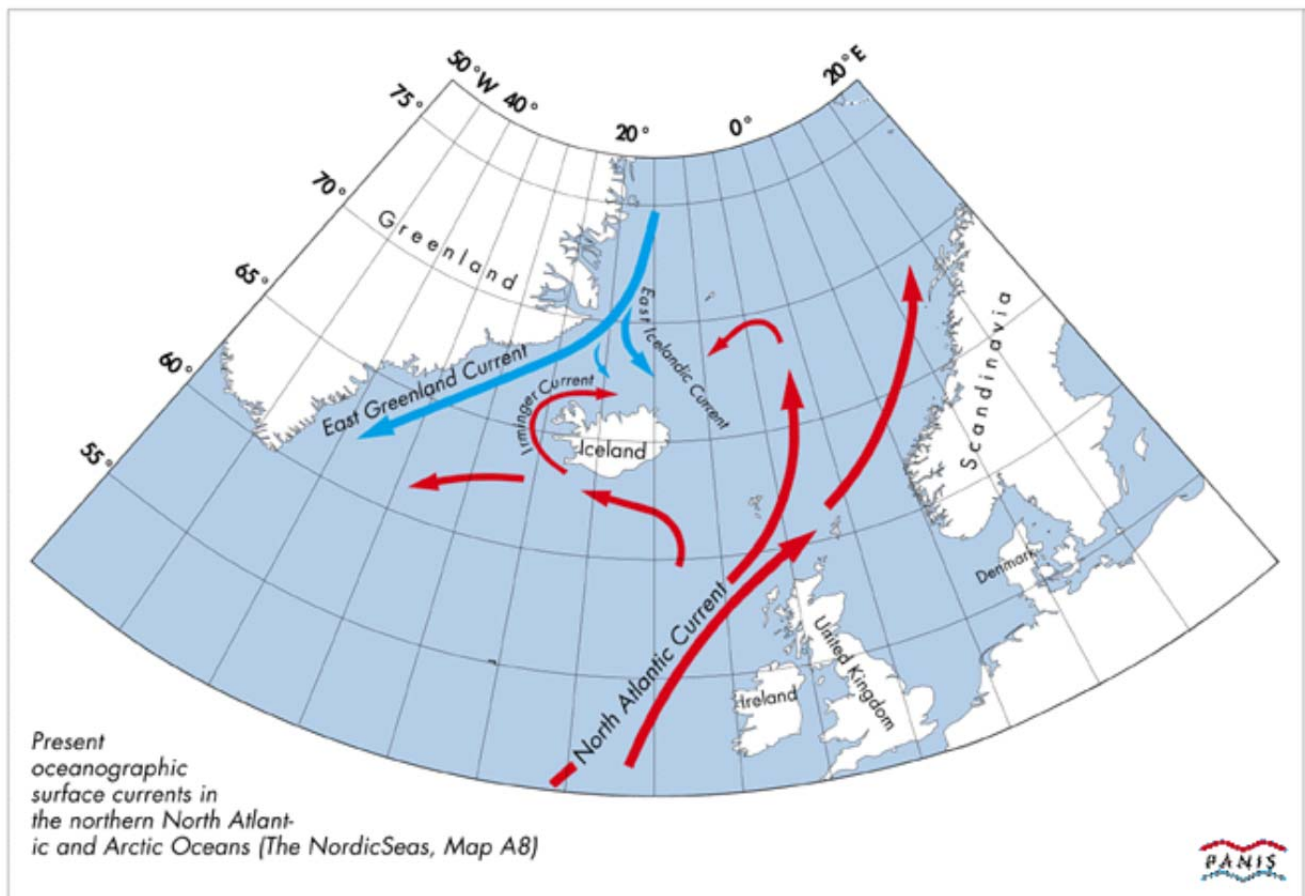 50°W
40°
20°
0°
20°E
75°
70°
65°
60°
55°
Greenland
East Icelandic Current
East Greenland Current
Irminger Current
Iceland
Scandinavia
Denmark
North Atlantic Current
United Kingdom
Ireland
Present
oceanographic
surface currents in
the northern North Atlant-
ic and Arctic Oceans (The NordicSeas, Map A8)
PANIS